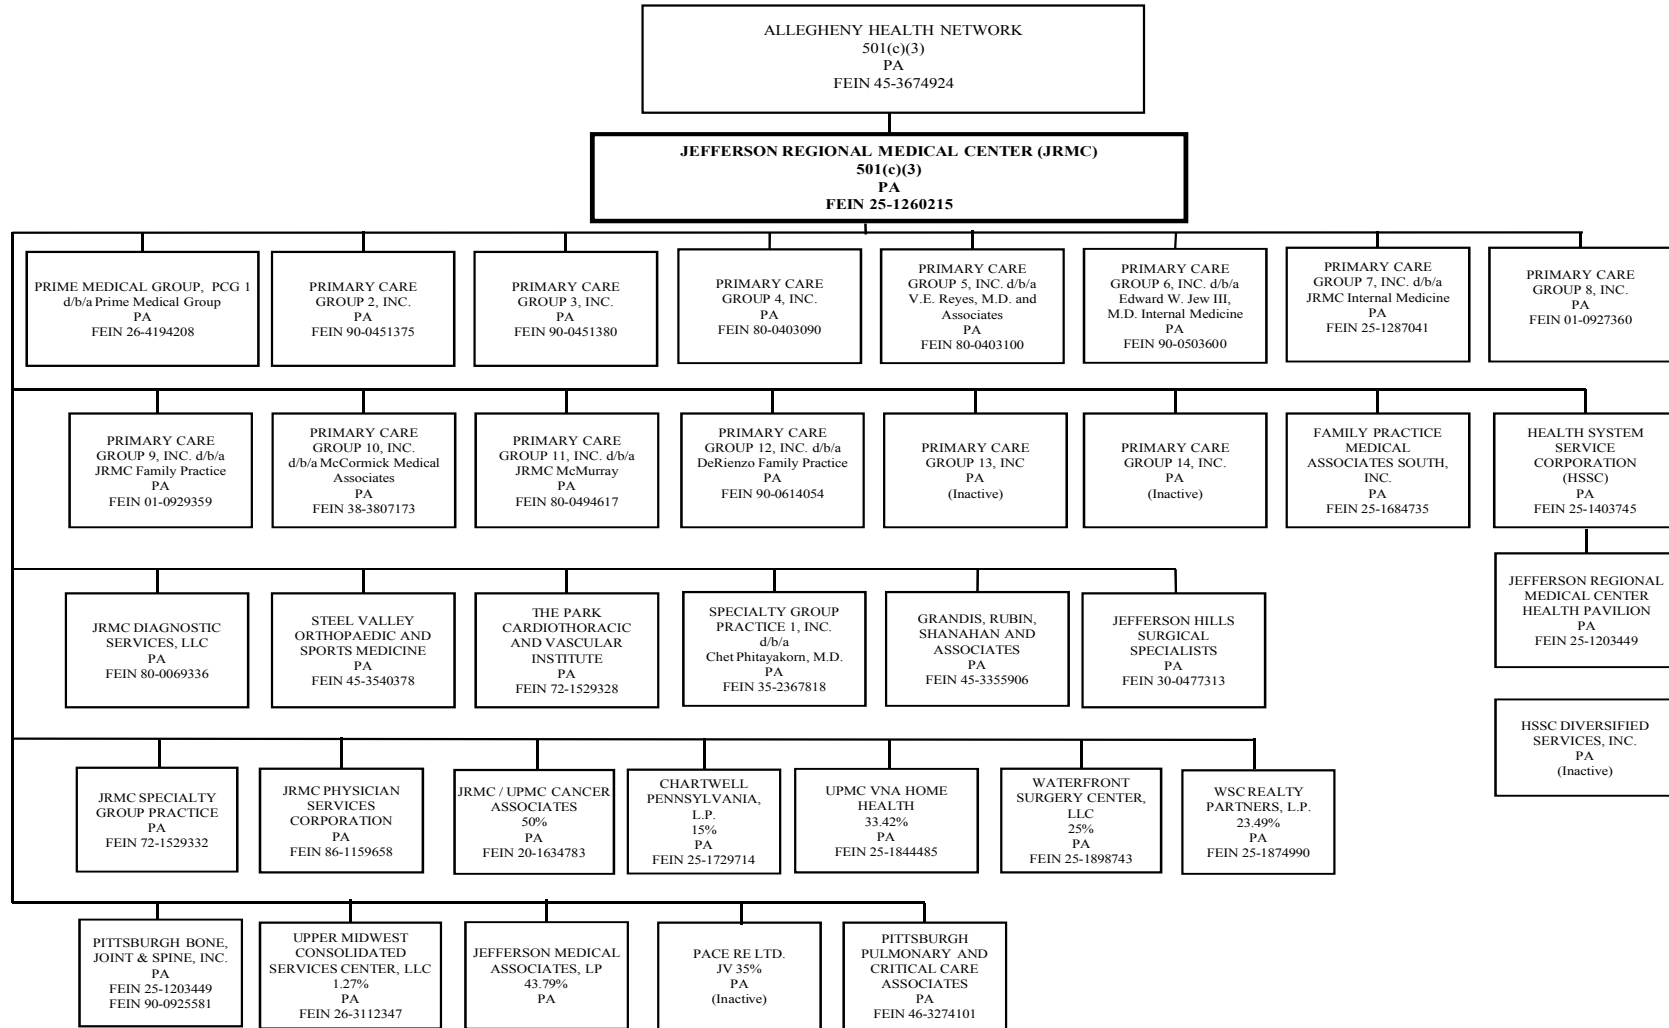 ALLEGHENY HEALTH NETWORK
501(c)(3)
PA
FEIN 45-3674924
JEFFERSON REGIONAL MEDICAL CENTER (JRMC)
501(c)(3)
PA
FEIN 25-1260215
PRIME MEDICAL GROUP, PCG 1
d/b/a Prime Medical Group
PA
FEIN 26-4194208
PRIMARY CARE
GROUP 2, INC.
PA
FEIN 90-0451375
PRIMARY CARE
GROUP 3, INC.
PA
FEIN 90-0451380
PRIMARY CARE
GROUP 4, INC.
PA
FEIN 80-0403090
PRIMARY CARE
GROUP 5, INC. d/b/a
V.E. Reyes, M.D. and
Associates
PA
FEIN 80-0403100
PRIMARY CARE
GROUP 6, INC. d/b/a
Edward W. Jew III,
M.D. Internal Medicine
PA
FEIN 90-0503600
PRIMARY CARE
GROUP 7, INC. d/b/a
JRMC Internal Medicine
PA
FEIN 25-1287041
PRIMARY CARE
GROUP 8, INC.
PA
FEIN 01-0927360
PRIMARY CARE
GROUP 9, INC. d/b/a
JRMC Family Practice
PA
FEIN 01-0929359
PRIMARY CARE
GROUP 10, INC.
d/b/a McCormick Medical
Associates
PA
FEIN 38-3807173
PRIMARY CARE
GROUP 11, INC. d/b/a
JRMC McMurray
PA
FEIN 80-0494617
PRIMARY CARE
GROUP 12, INC. d/b/a
DeRienzo Family Practice
PA
FEIN 90-0614054
PRIMARY CARE
GROUP 13, INC
PA
(Inactive)
PRIMARY CARE
GROUP 14, INC.
PA
(Inactive)
FAMILY PRACTICE
MEDICAL
ASSOCIATES SOUTH,
INC.
PA
FEIN 25-1684735
HEALTH SYSTEM
SERVICE
CORPORATION
(HSSC)
PA
FEIN 25-1403745
JRMC DIAGNOSTIC
SERVICES, LLC
PA
FEIN 80-0069336
STEEL VALLEY
ORTHOPAEDIC AND
SPORTS MEDICINE
PA
FEIN 45-3540378
THE PARK
CARDIOTHORACIC
AND VASCULAR
INSTITUTE
PA
FEIN 72-1529328
SPECIALTY GROUP
PRACTICE 1, INC.
d/b/a
Chet Phitayakorn, M.D.
PA
FEIN 35-2367818
GRANDIS, RUBIN,
SHANAHAN AND
ASSOCIATES
PA
FEIN 45-3355906
JEFFERSON HILLS
SURGICAL
SPECIALISTS
PA
FEIN 30-0477313
JEFFERSON REGIONAL
MEDICAL CENTER
HEALTH PAVILION
PA
FEIN 25-1203449
HSSC DIVERSIFIED
SERVICES, INC.
PA
(Inactive)
JRMC SPECIALTY
GROUP PRACTICE
PA
FEIN 72-1529332
JRMC PHYSICIAN
SERVICES
CORPORATION
PA
FEIN 86-1159658
JRMC / UPMC CANCER
ASSOCIATES
50%
PA
FEIN 20-1634783
CHARTWELL
PENNSYLVANIA,
L.P.
15%
PA
FEIN 25-1729714
UPMC VNA HOME
HEALTH
33.42%
PA
FEIN 25-1844485
WATERFRONT
SURGERY CENTER,
LLC
25%
PA
FEIN 25-1898743
WSC REALTY
PARTNERS, L.P.
23.49%
PA
FEIN 25-1874990
PITTSBURGH BONE,
JOINT & SPINE, INC.
PA
FEIN 25-1203449
FEIN 90-0925581
UPPER MIDWEST
CONSOLIDATED
SERVICES CENTER, LLC
1.27%
PA
FEIN 26-3112347
JEFFERSON MEDICAL
ASSOCIATES, LP
43.79%
PA
PACE RE LTD.
JV 35%
PA
(Inactive)
PITTSBURGH
PULMONARY AND
CRITICAL CARE
ASSOCIATES
PA
FEIN 46-3274101